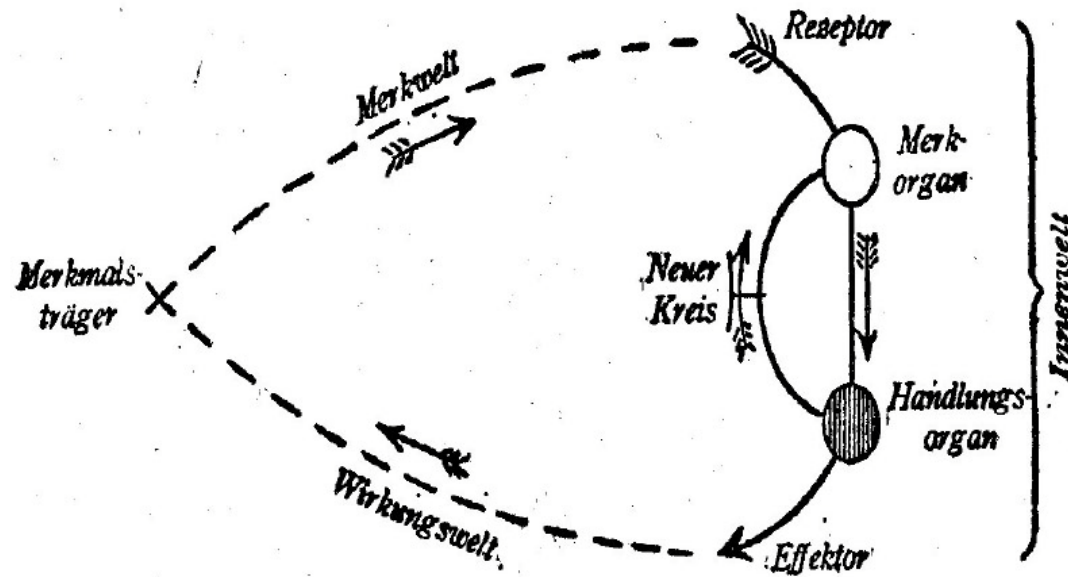 Rezeptor
Merkwelt
Merk-
organ
Merkmals-
träger
Neuer
Kreis
Innenwelt
Handlungs-
organ
Wirkungswelt
Effektor